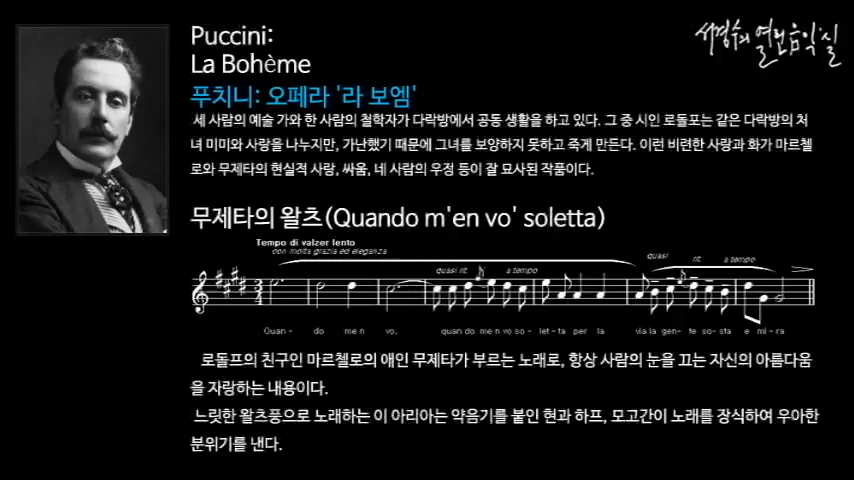 Puccini:
서경수의 열린음악실
La Bohème
푸치니: 오페라 '라 보엠'
세 사람의 예술 가와 한 사람의 철학자가 다락방에서 공동 생활을 하고 있다. 그 중 시인 로돌포는 같은 다락방의 처
녀 미미와 사랑을 나누지만, 가난했기 때문에 그녀를 보양하지 못하고 죽게 만든다. 이런 비련한 사랑과 화가 마르첼
로와 무제타의 현실적 사랑, 싸움, 네 사람의 우정 등이 잘 묘사된 작품이다.
무제타의 왈츠(Quando m'en vo' soletta)
Tempo di valzer lento
con molta grazia ed eleganza
quasi rit a tempo quasi rit a tempo
3
4
Quan - do me n vo, quan do me n vo so - let - ta per la via la gen - te so - sta e mi - ra
로돌프의 친구인 마르첼로의 애인 무제타가 부르는 노래로, 항상 사람의 눈을 끄는 자신의 아름다움
을 자랑하는 내용이다.
느릿한 왈츠풍으로 노래하는 이 아리아는 약음기를 붙인 현과 하프, 모고간이 노래를 장식하여 우아한
분위기를 낸다.